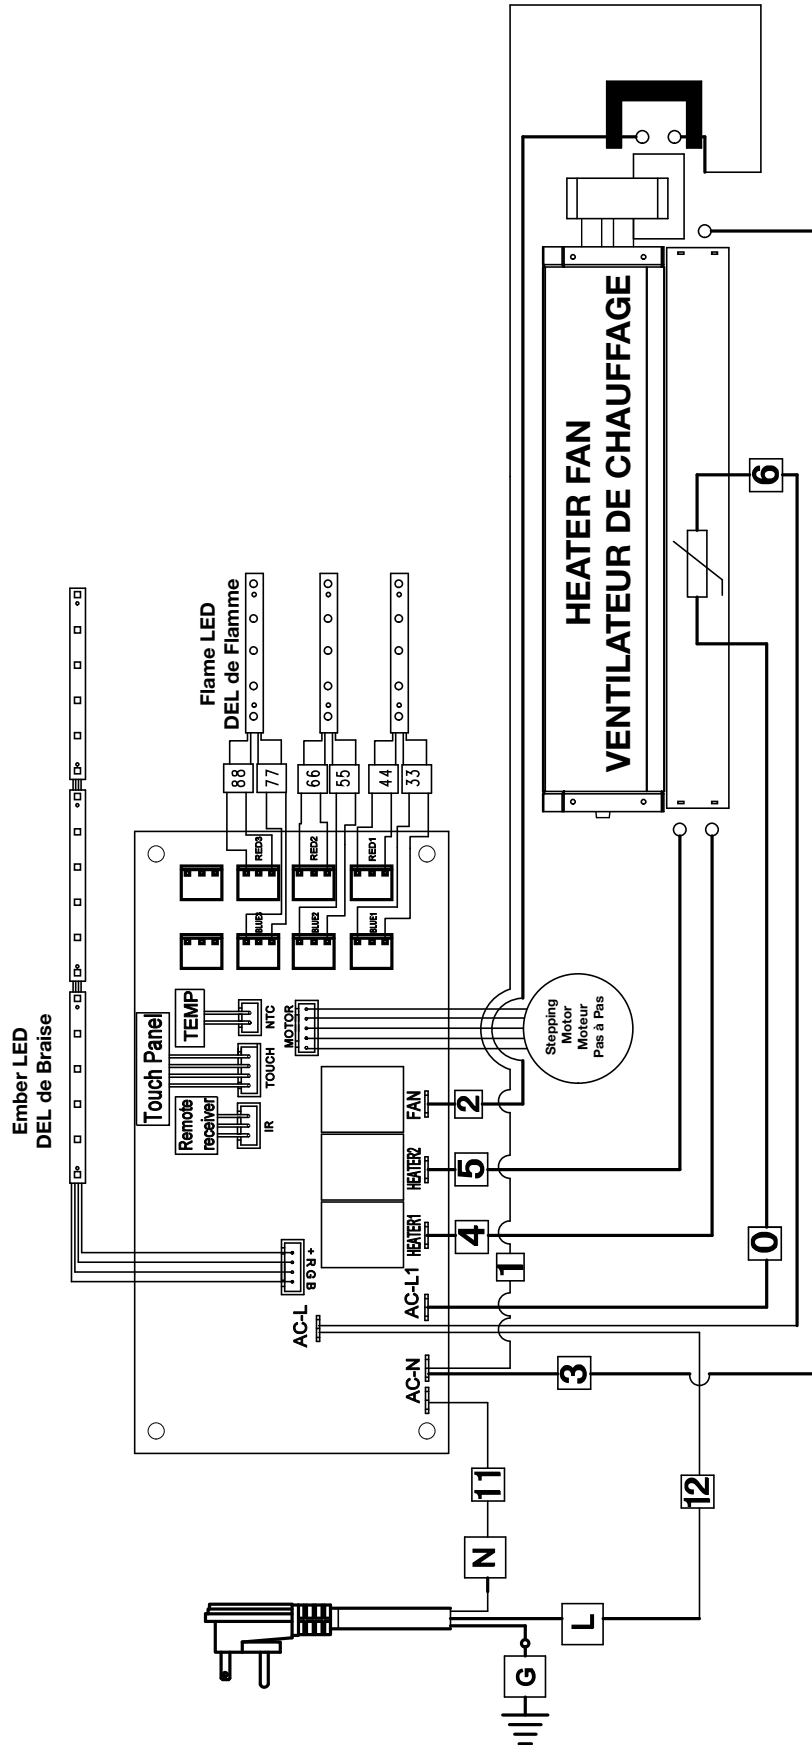 Ember LED
DEL de Braise
Flame LED
DEL de Flamme
88
77
66
55
44
33
RED3
RED2
RED1
BLUE3
BLUE2
BLUE1
Touch Panel
TEMP
Remote
receiver
NTC
TOUCH
IR
MOTOR
Stepping
Motor
Moteur
Pas à Pas
HEATER FAN
VENTILATEUR DE CHAUFFAGE
FAN
HEATER2
HEATER1
+ R G B
AC-L
AC-L1
AC-N
2
5
4
1
0
6
3
11
12
N
L
G